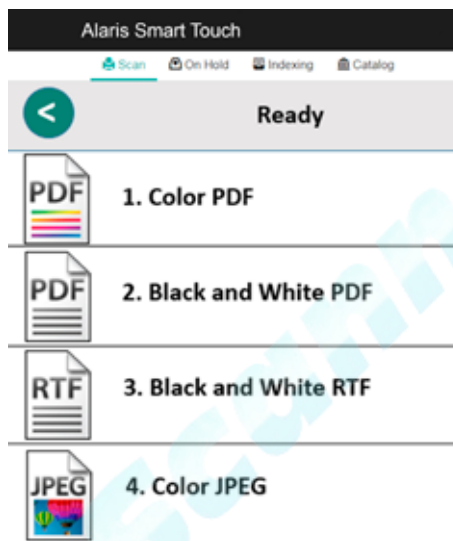 Alaris Smart Touch
Scan On Hold Indexing Catalog
< Ready
PDF 1. Color PDF
PDF 2. Black and White PDF
RTF 3. Black and White RTF
JPEG 4. Color JPEG